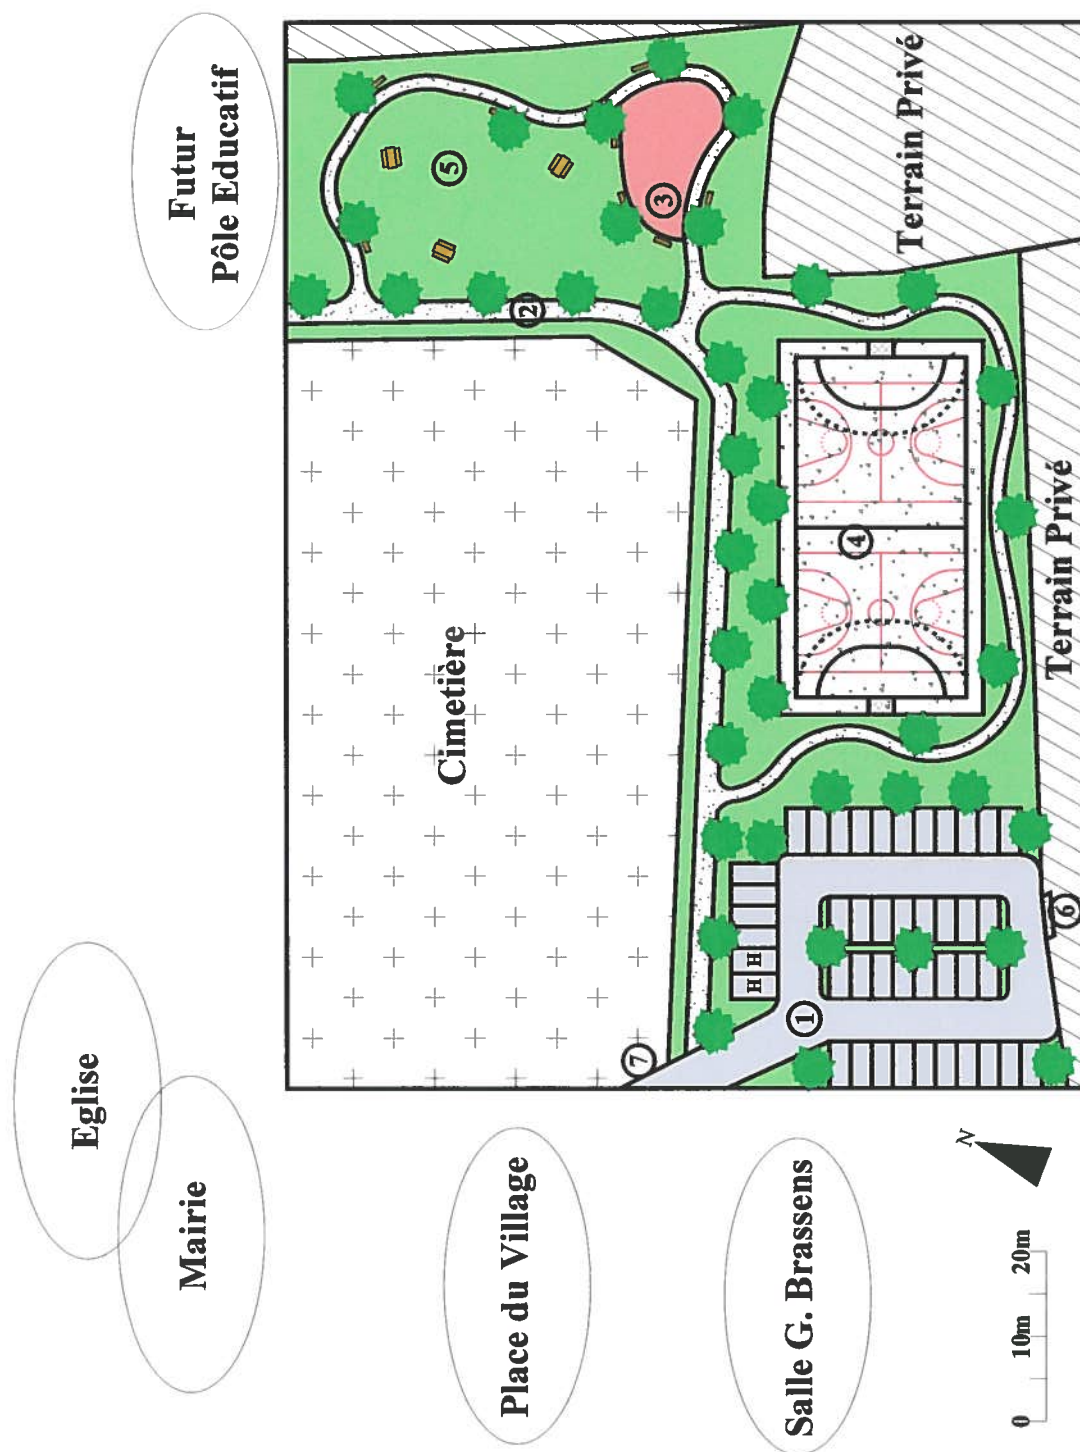 Eglise
Mairie
Futur
Pôle Educatif
Place du Village
Cimetière
Terrain Privé
Salle G. Brassens
Terrain Privé
5
3
2
4
H H
1
6
7
N
0 10m 20m